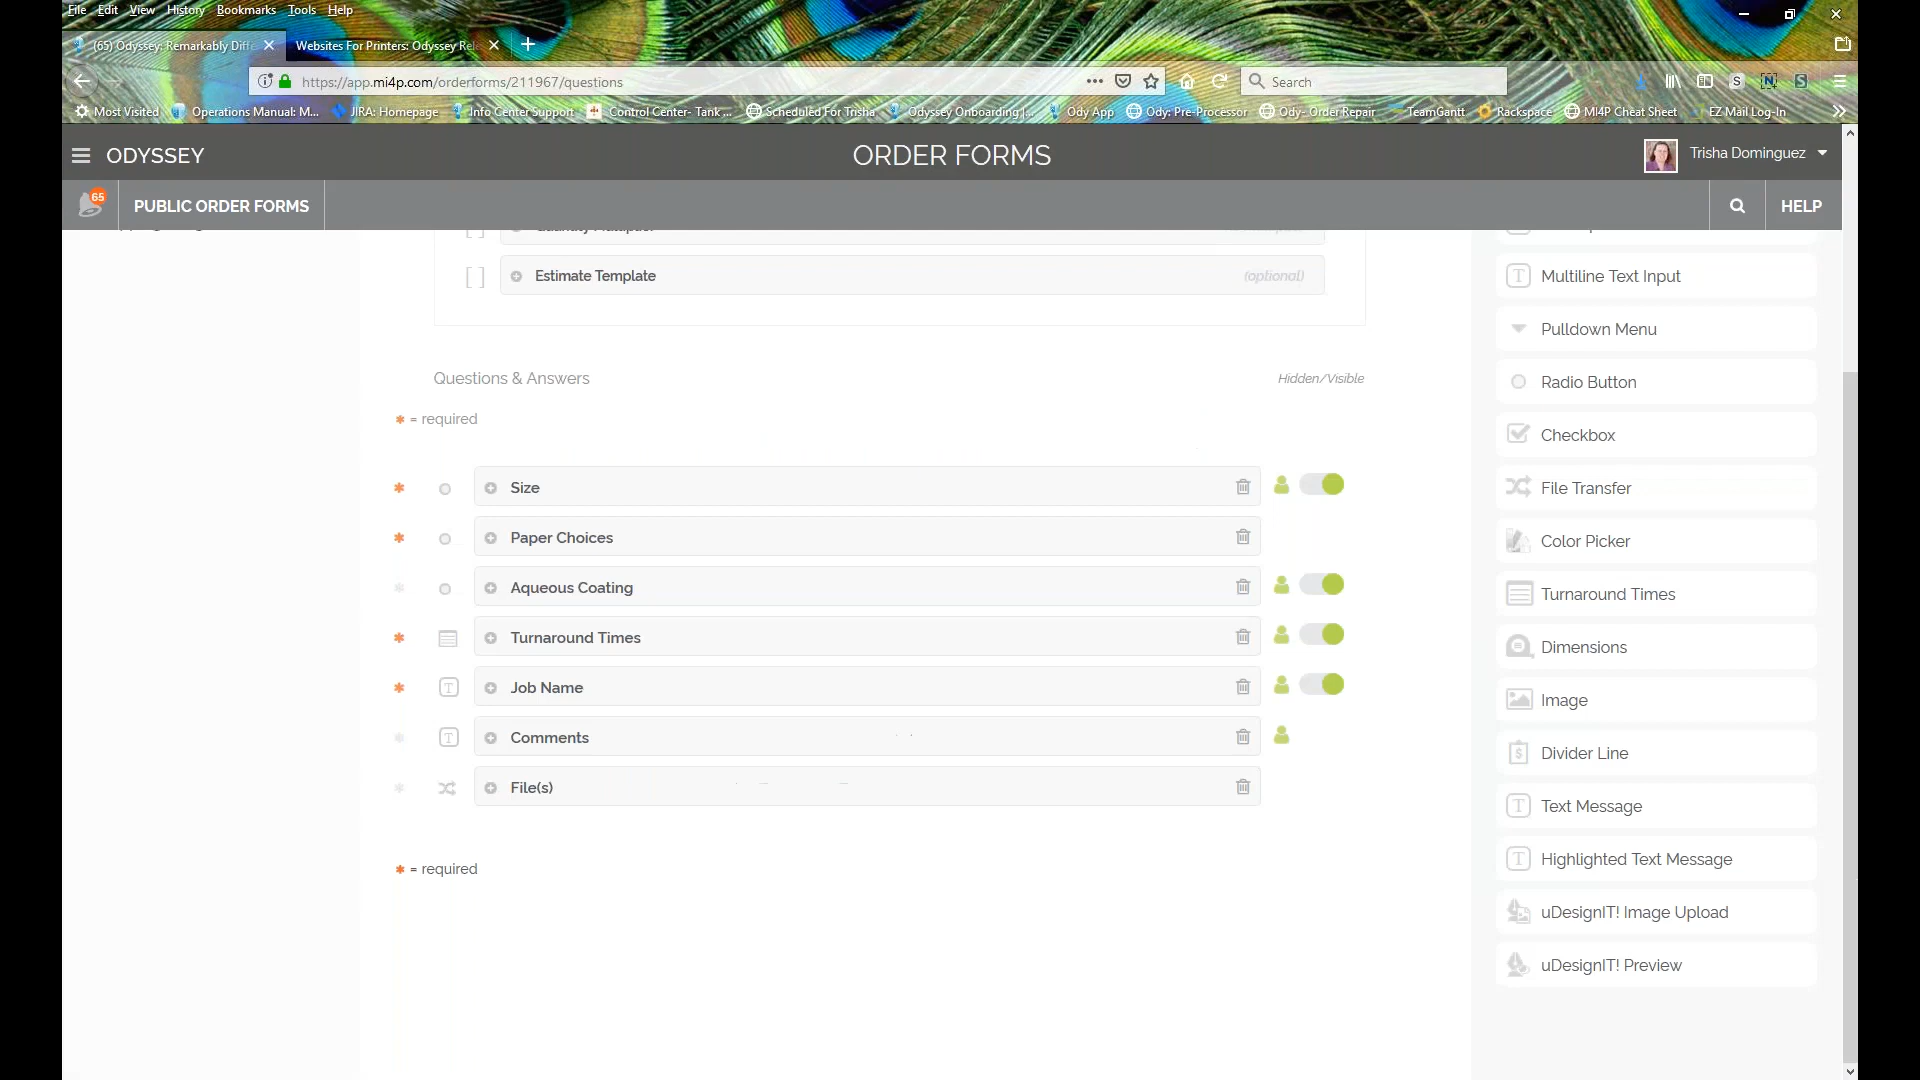 File Edit View History Bookmarks Tools Help
(65) Odyssey: Remarkably Diffe
Websites For Printers: Odyssey Rel
https://app.mi4p.com/orderforms/211967/questions
Search
Most Visited
Operations Manual: M...
JIRA: Homepage
Info Center Support
Control Center- Tank ...
Scheduled For Trisha
Odyssey Onboarding |...
Ody App
Ody: Pre-Processor
Ody- Order Repair
TeamGantt
Rackspace
MI4P Cheat Sheet
EZ Mail Log-In
ODYSSEY
ORDER FORMS
Trisha Dominguez
65
PUBLIC ORDER FORMS
HELP
Estimate Template
(optional)
Questions & Answers
Hidden/Visible
* = required
* Size
* Paper Choices
* Aqueous Coating
* Turnaround Times
* Job Name
* Comments
* File(s)
* = required
Multiline Text Input
Pulldown Menu
Radio Button
Checkbox
File Transfer
Color Picker
Turnaround Times
Dimensions
Image
Divider Line
Text Message
Highlighted Text Message
uDesignIT! Image Upload
uDesignIT! Preview